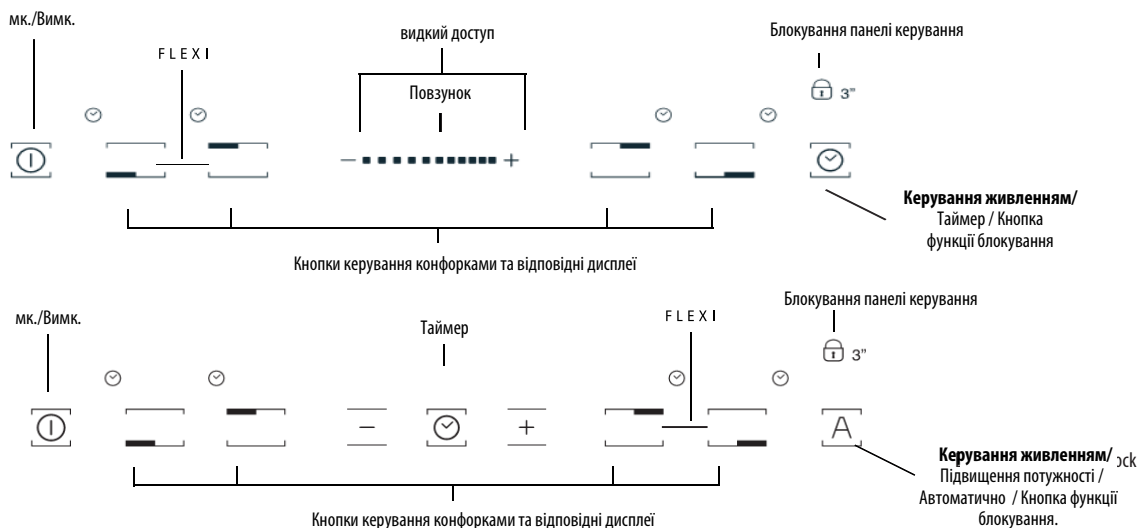 мк./Вимк.
FLEXI
видкий доступ
Повзунок
Блокування панелі керування
3"
− +
Керування живленням/
Таймер / Кнопка
функції блокування
Кнопки керування конфорками та відповідні дисплеї
мк./Вимк.
Таймер
FLEXI
Блокування панелі керування
3"
− + A
Керування живленням/ ock
Підвищення потужності /
Автоматично / Кнопка функції
блокування.
Кнопки керування конфорками та відповідні дисплеї